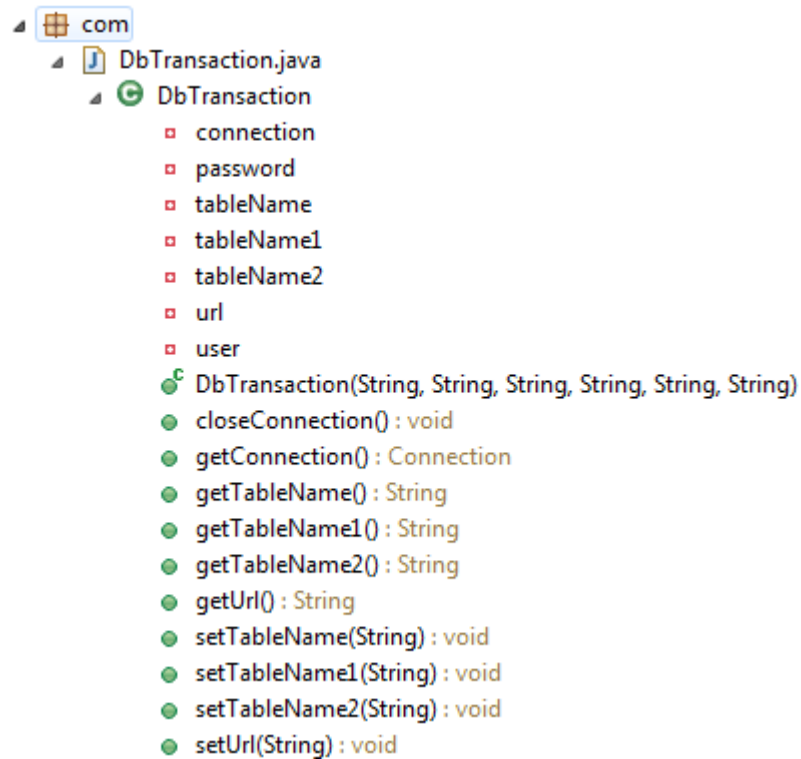 com
DbTransaction.java
DbTransaction
connection
password
tableName
tableName1
tableName2
url
user
DbTransaction(String, String, String, String, String, String)
closeConnection() : void
getConnection() : Connection
getTableName() : String
getTableName1() : String
getTableName2() : String
getUrl() : String
setTableName(String) : void
setTableName1(String) : void
setTableName2(String) : void
setUrl(String) : void